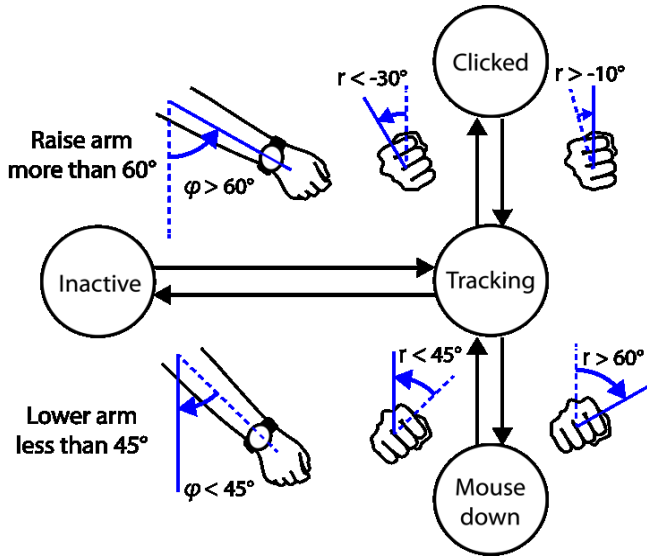 Clicked
r < -30°
r > -10°
Raise arm
more than 60°
φ > 60°
Inactive
Tracking
r < 45°
r > 60°
Lower arm
less than 45°
φ < 45°
Mouse
down